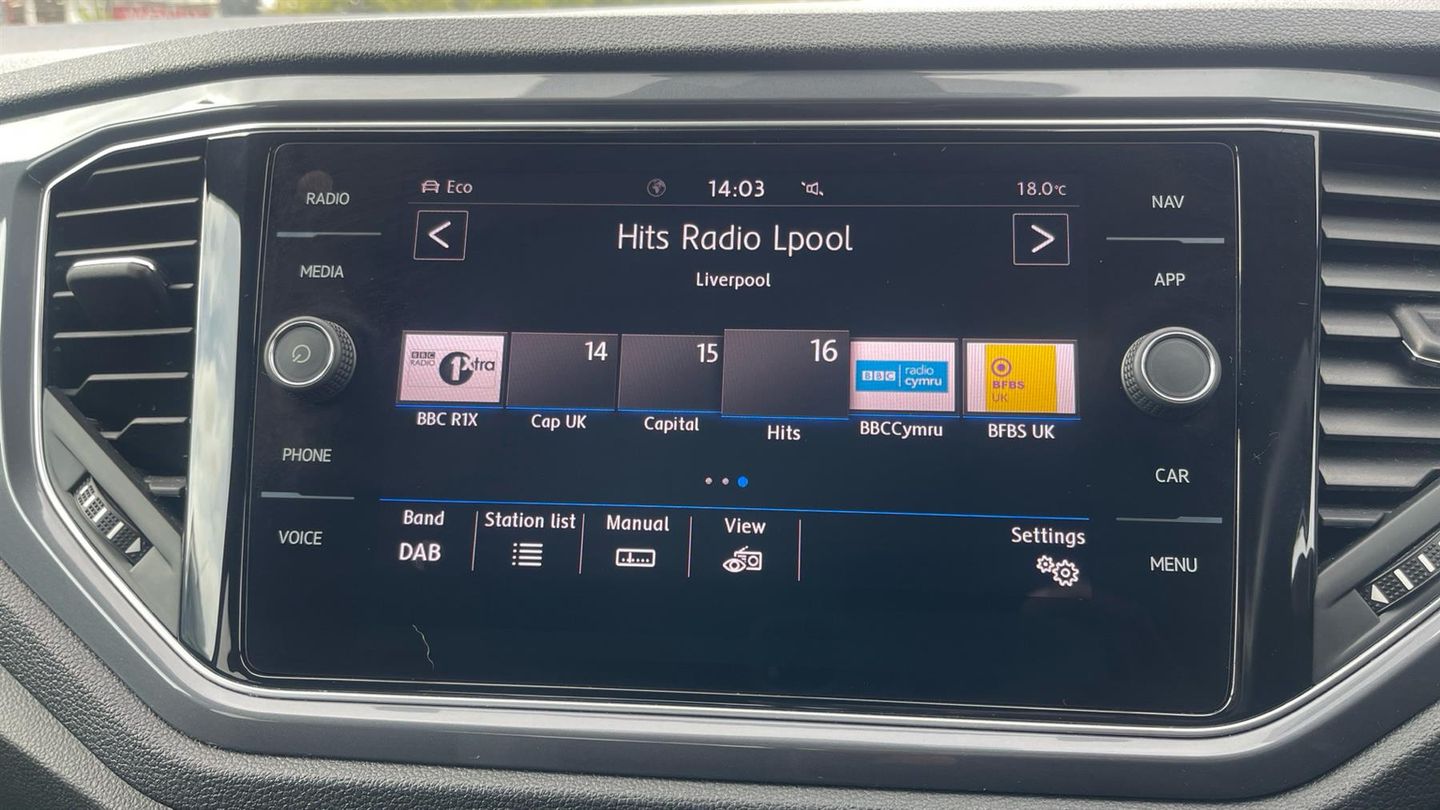 RADIO
MEDIA
PHONE
VOICE
Eco
14:03
18.0°C
<
Hits Radio Lpool
>
Liverpool
BBC RADIO 1Xtra
14
15
16
BBC radio cymru
BFBS UK
BBC R1X
Cap UK
Capital
Hits
BBCCymru
BFBS UK
Band
DAB
Station list
Manual
View
Settings
NAV
APP
CAR
MENU